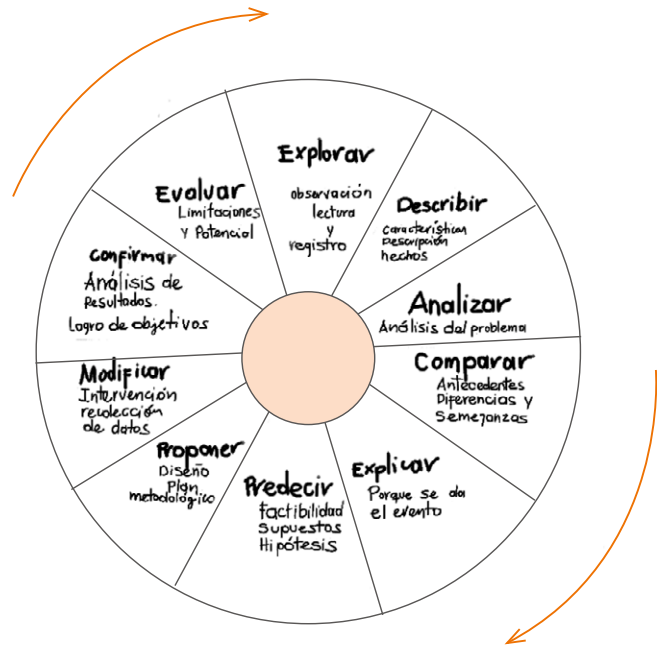 Explorar
observación
lectura
y
registro
Describir
característica
Descripción
hechos
Analizar
Análisis del problema
Comparar
Antecedentes
Diferencias y
Semejanzas
Explicar
Porque se da
el evento
Predecir
factibilidad
Supuestos
Hipótesis
Proponer
Diseño
Plan
metodológico
Modificar
Intervención
recolección
de datos
Confirmar
Análisis de
Resultados.
Logro de objetivos
Evaluar
Limitaciones
y Potencial